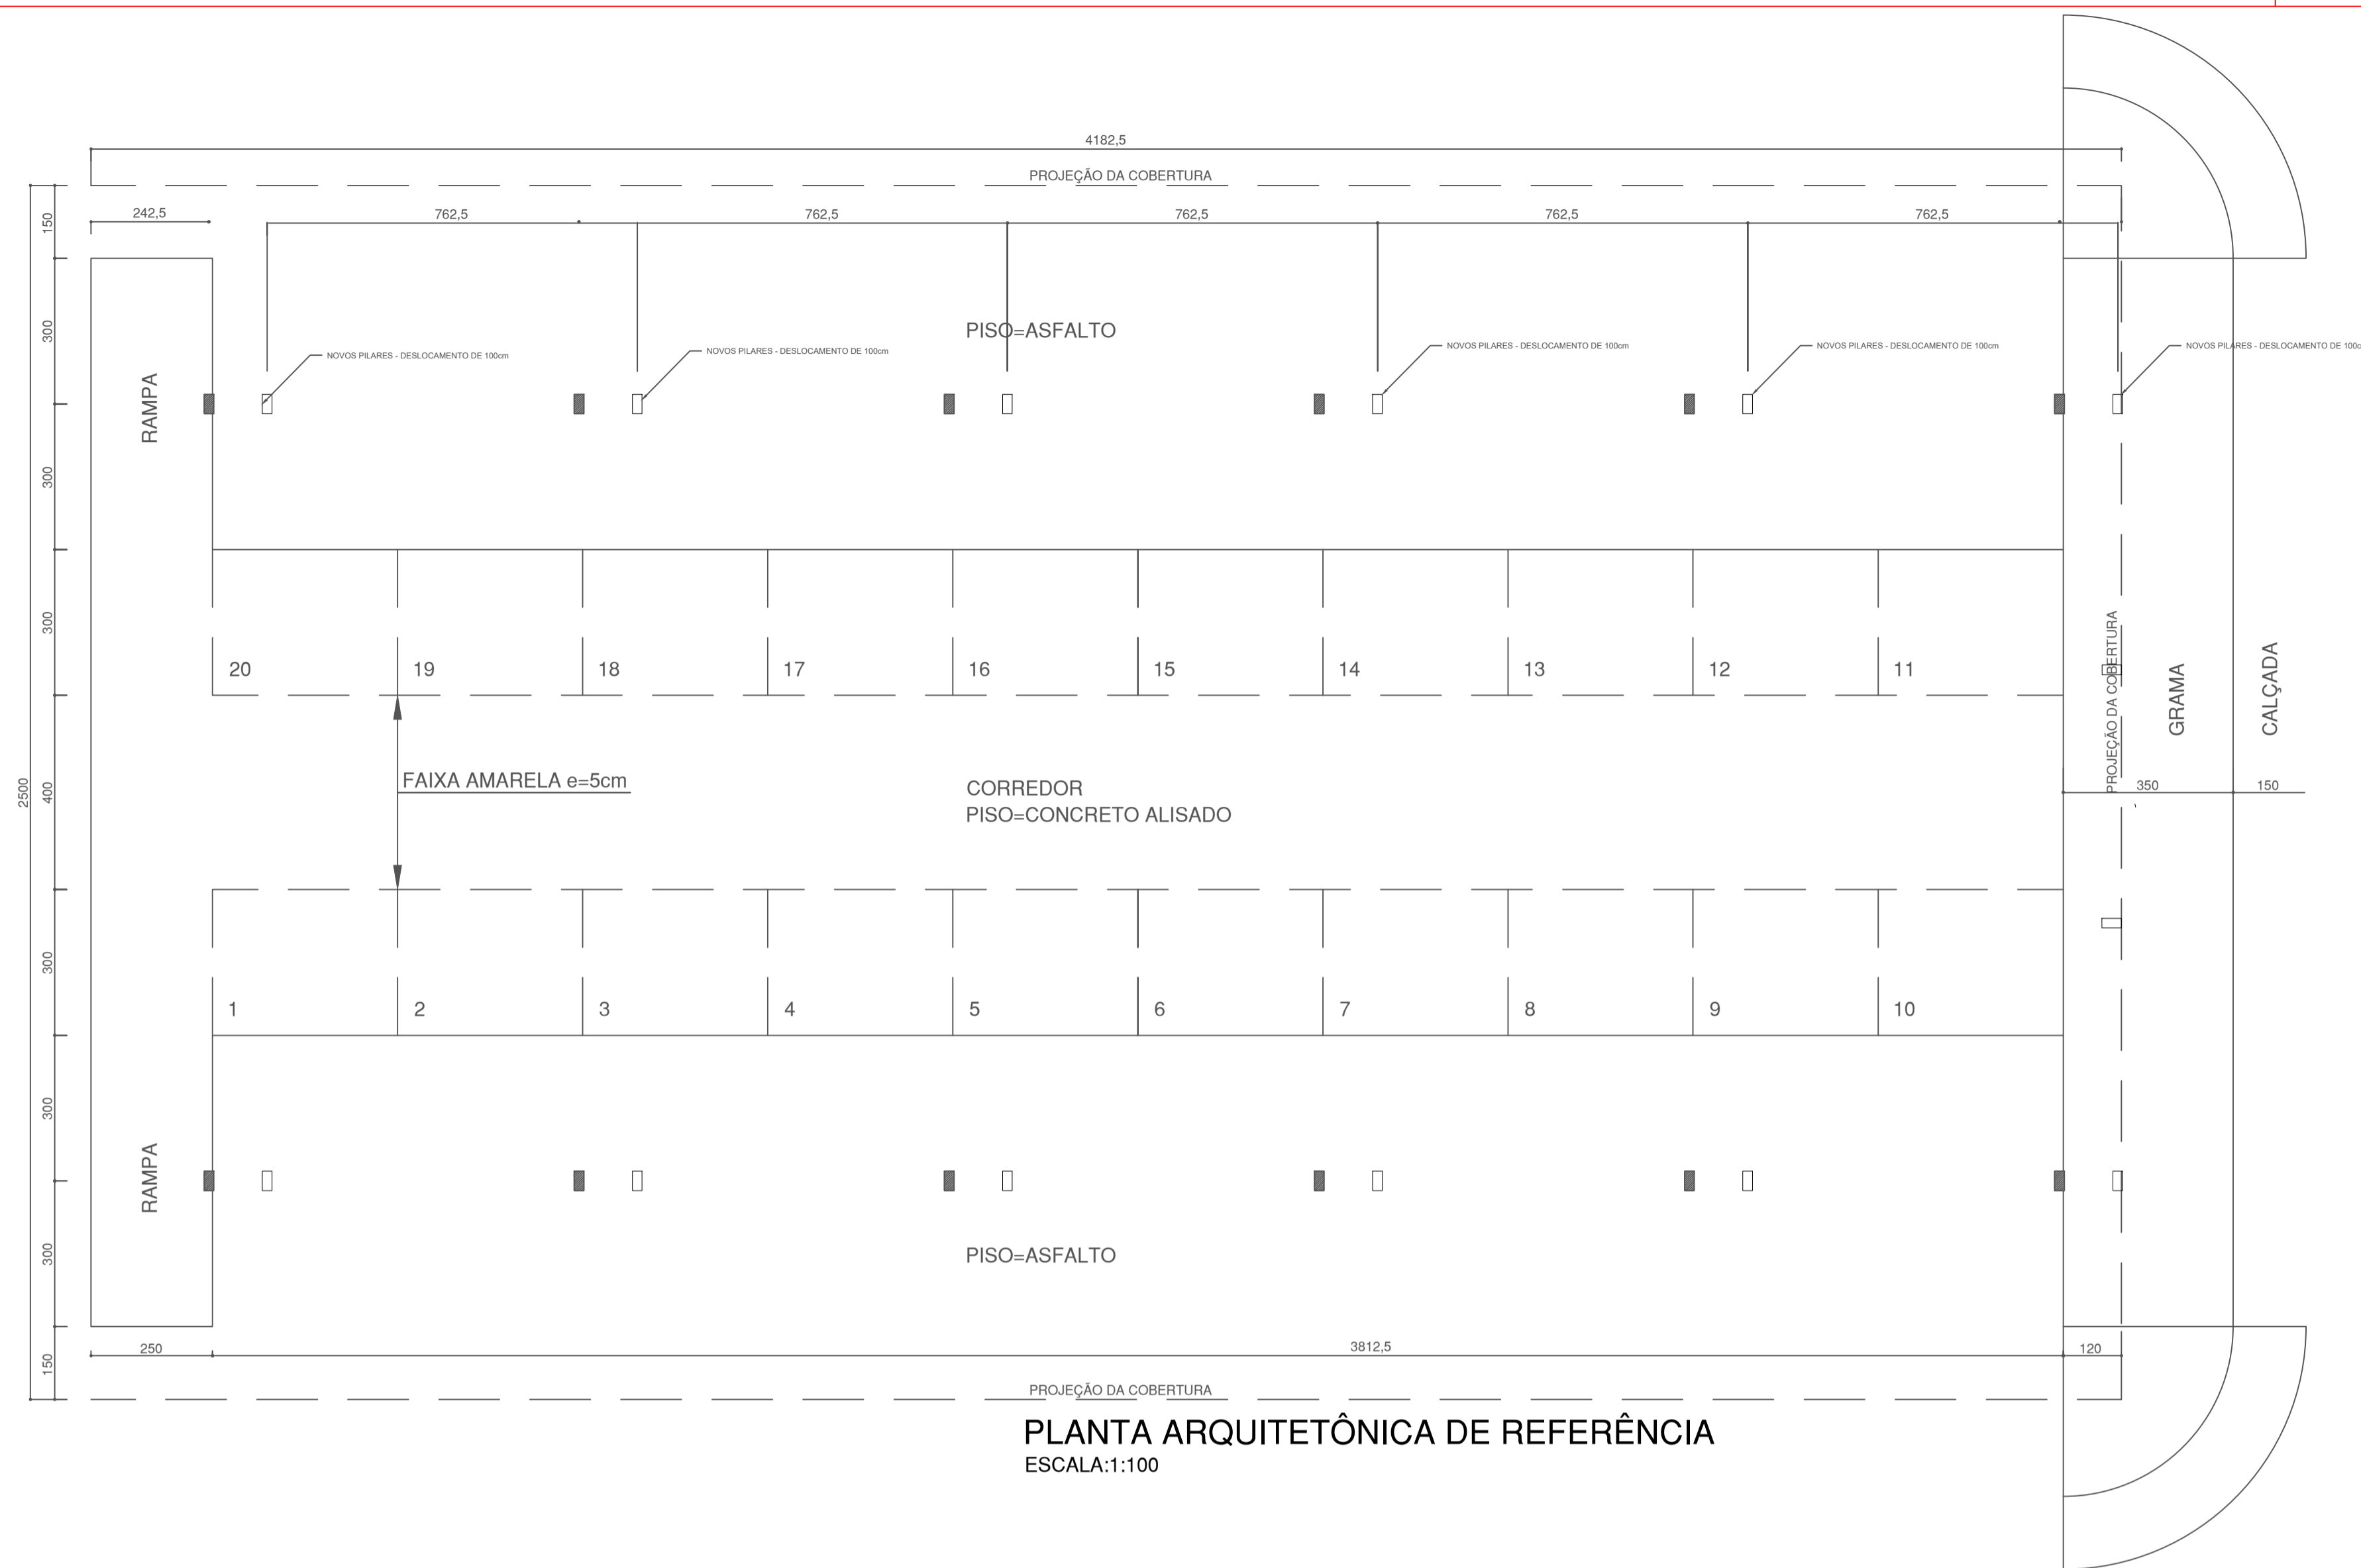 4182,5
PROJEÇÃO DA COBERTURA
242,5
762,5
762,5
762,5
762,5
762,5
150
300
300
300
400
300
300
300
150
2500
PISO=ASFALTO
NOVOS PILARES - DESLOCAMENTO DE 100cm
NOVOS PILARES - DESLOCAMENTO DE 100cm
NOVOS PILARES - DESLOCAMENTO DE 100cm
NOVOS PILARES - DESLOCAMENTO DE 100cm
NOVOS PILARES - DESLOCAMENTO DE 100c
RAMPA
20
19
18
17
16
15
14
13
12
11
PROJEÇÃO DA COBERTURA
GRAMA
CALÇADA
FAIXA AMARELA e=5cm
CORREDOR
PISO=CONCRETO ALISADO
350
150
1
2
3
4
5
6
7
8
9
10
RAMPA
PISO=ASFALTO
250
3812,5
120
PROJEÇÃO DA COBERTURA
PLANTA ARQUITETÔNICA DE REFERÊNCIA
ESCALA:1:100